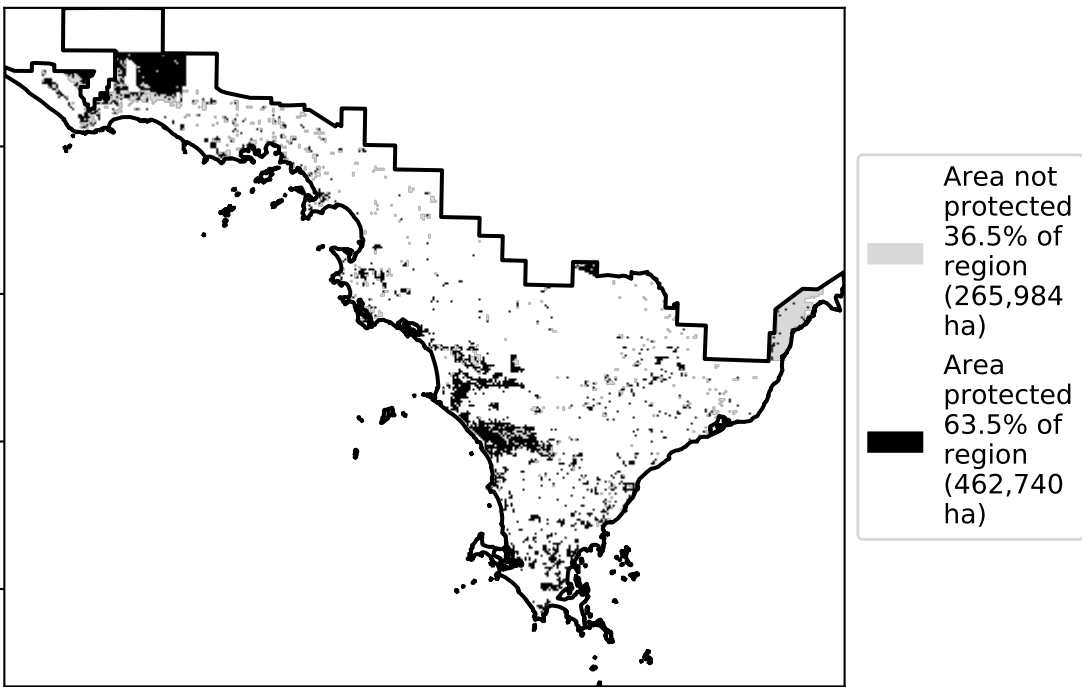 Area not
protected
36.5% of
region
(265,984
ha)
Area
protected
63.5% of
region
(462,740
ha)